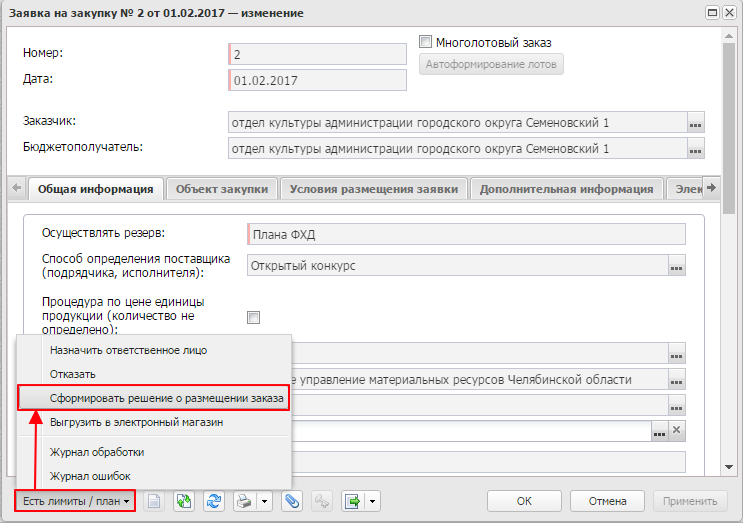 Заявка на закупку № 2 от 01.02.2017 — изменение
Номер:
2
Многолотовый заказ
Дата:
01.02.2017
Автоформирование лотов
Заказчик:
отдел культуры администрации городского округа Семеновский 1
Бюджетополучатель:
отдел культуры администрации городского округа Семеновский 1
Общая информация
Объект закупки
Условия размещения заявки
Дополнительная информация
Осуществлять резерв:
Плана ФХД
Способ определения поставщика
(подрядчика, исполнителя):
Открытый конкурс
Процедура по цене единицы
продукции (количество не
определено):
Назначить ответственное лицо
Отказать
управление материальных ресурсов Челябинской области
Сформировать решение о размещении заказа
Выгрузить в электронный магазин
Журнал обработки
Журнал ошибок
Есть лимиты / план
OK
Отмена
Применить